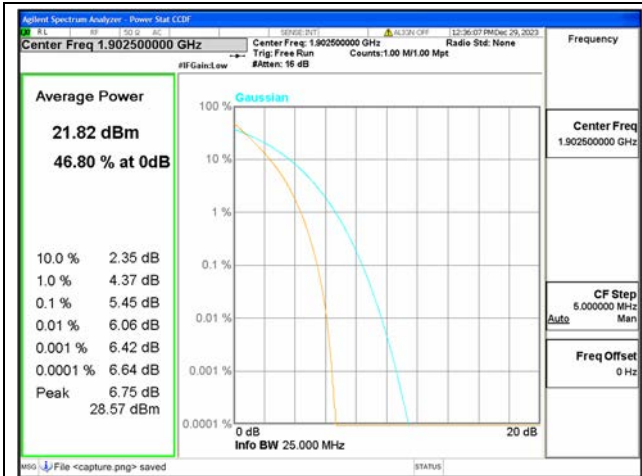 Agilent Spectrum Analyzer - Power Stat CCDF
RL RF 50 Ω AC SENSE:INT ALIGN OFF 12:36:07 PM Dec 29, 2023
Center Freq 1.902500000 GHz
Center Freq: 1.902500000 GHz
Radio Std: None
Trig: Free Run
Counts:1.00 M/1.00 Mpt
#IFGain:Low
#Atten: 16 dB
Frequency
Average Power
21.82 dBm
46.80 % at 0dB
10.0 % 2.35 dB
1.0 % 4.37 dB
0.1 % 5.45 dB
0.01 % 6.06 dB
0.001 % 6.42 dB
0.0001 % 6.64 dB
Peak 6.75 dB
28.57 dBm
Gaussian
100 %
10 %
1 %
0.1 %
0.01 %
0.001 %
0.0001 %
0 dB
20 dB
Info BW 25.000 MHz
Center Freq
1.902500000 GHz
CF Step
5.000000 MHz
Auto Man
Freq Offset
0 Hz
MSG File <capture.png> saved
STATUS